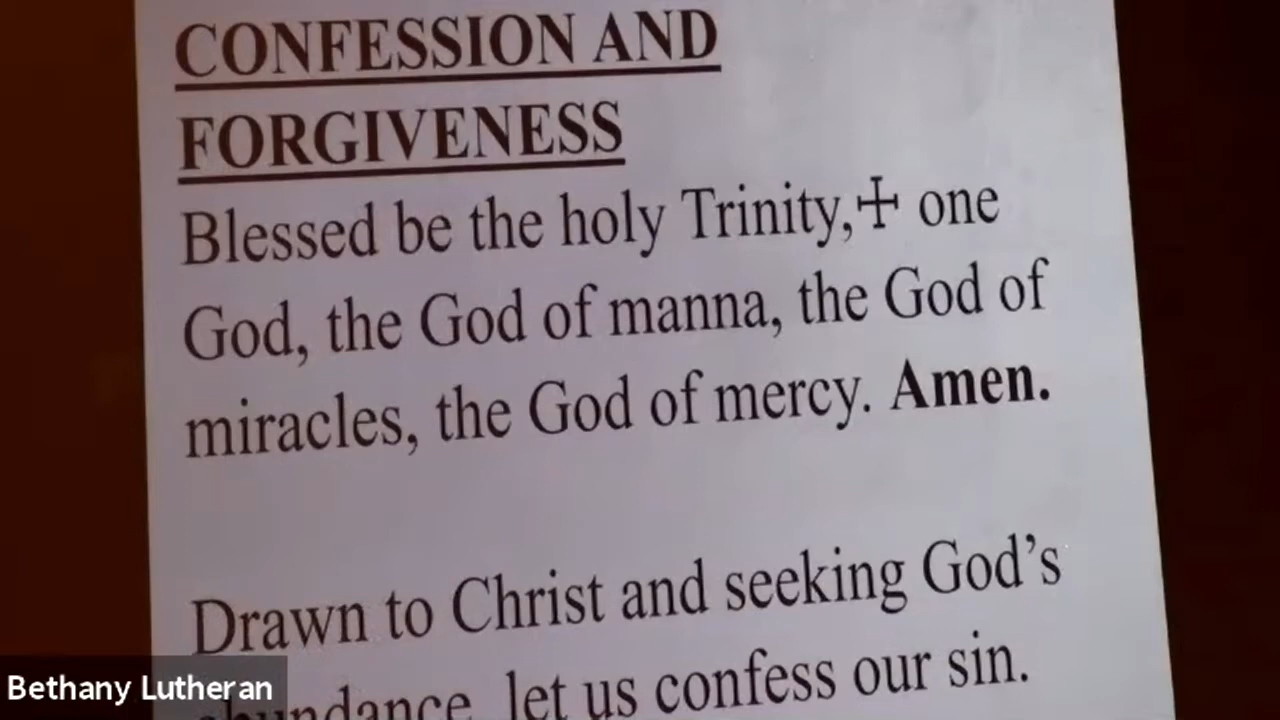 CONFESSION AND
FORGIVENESS
Blessed be the holy Trinity,☩ one
God, the God of manna, the God of
miracles, the God of mercy. Amen.
Drawn to Christ and seeking God’s
abundance, let us confess our sin.
Bethany Lutheran